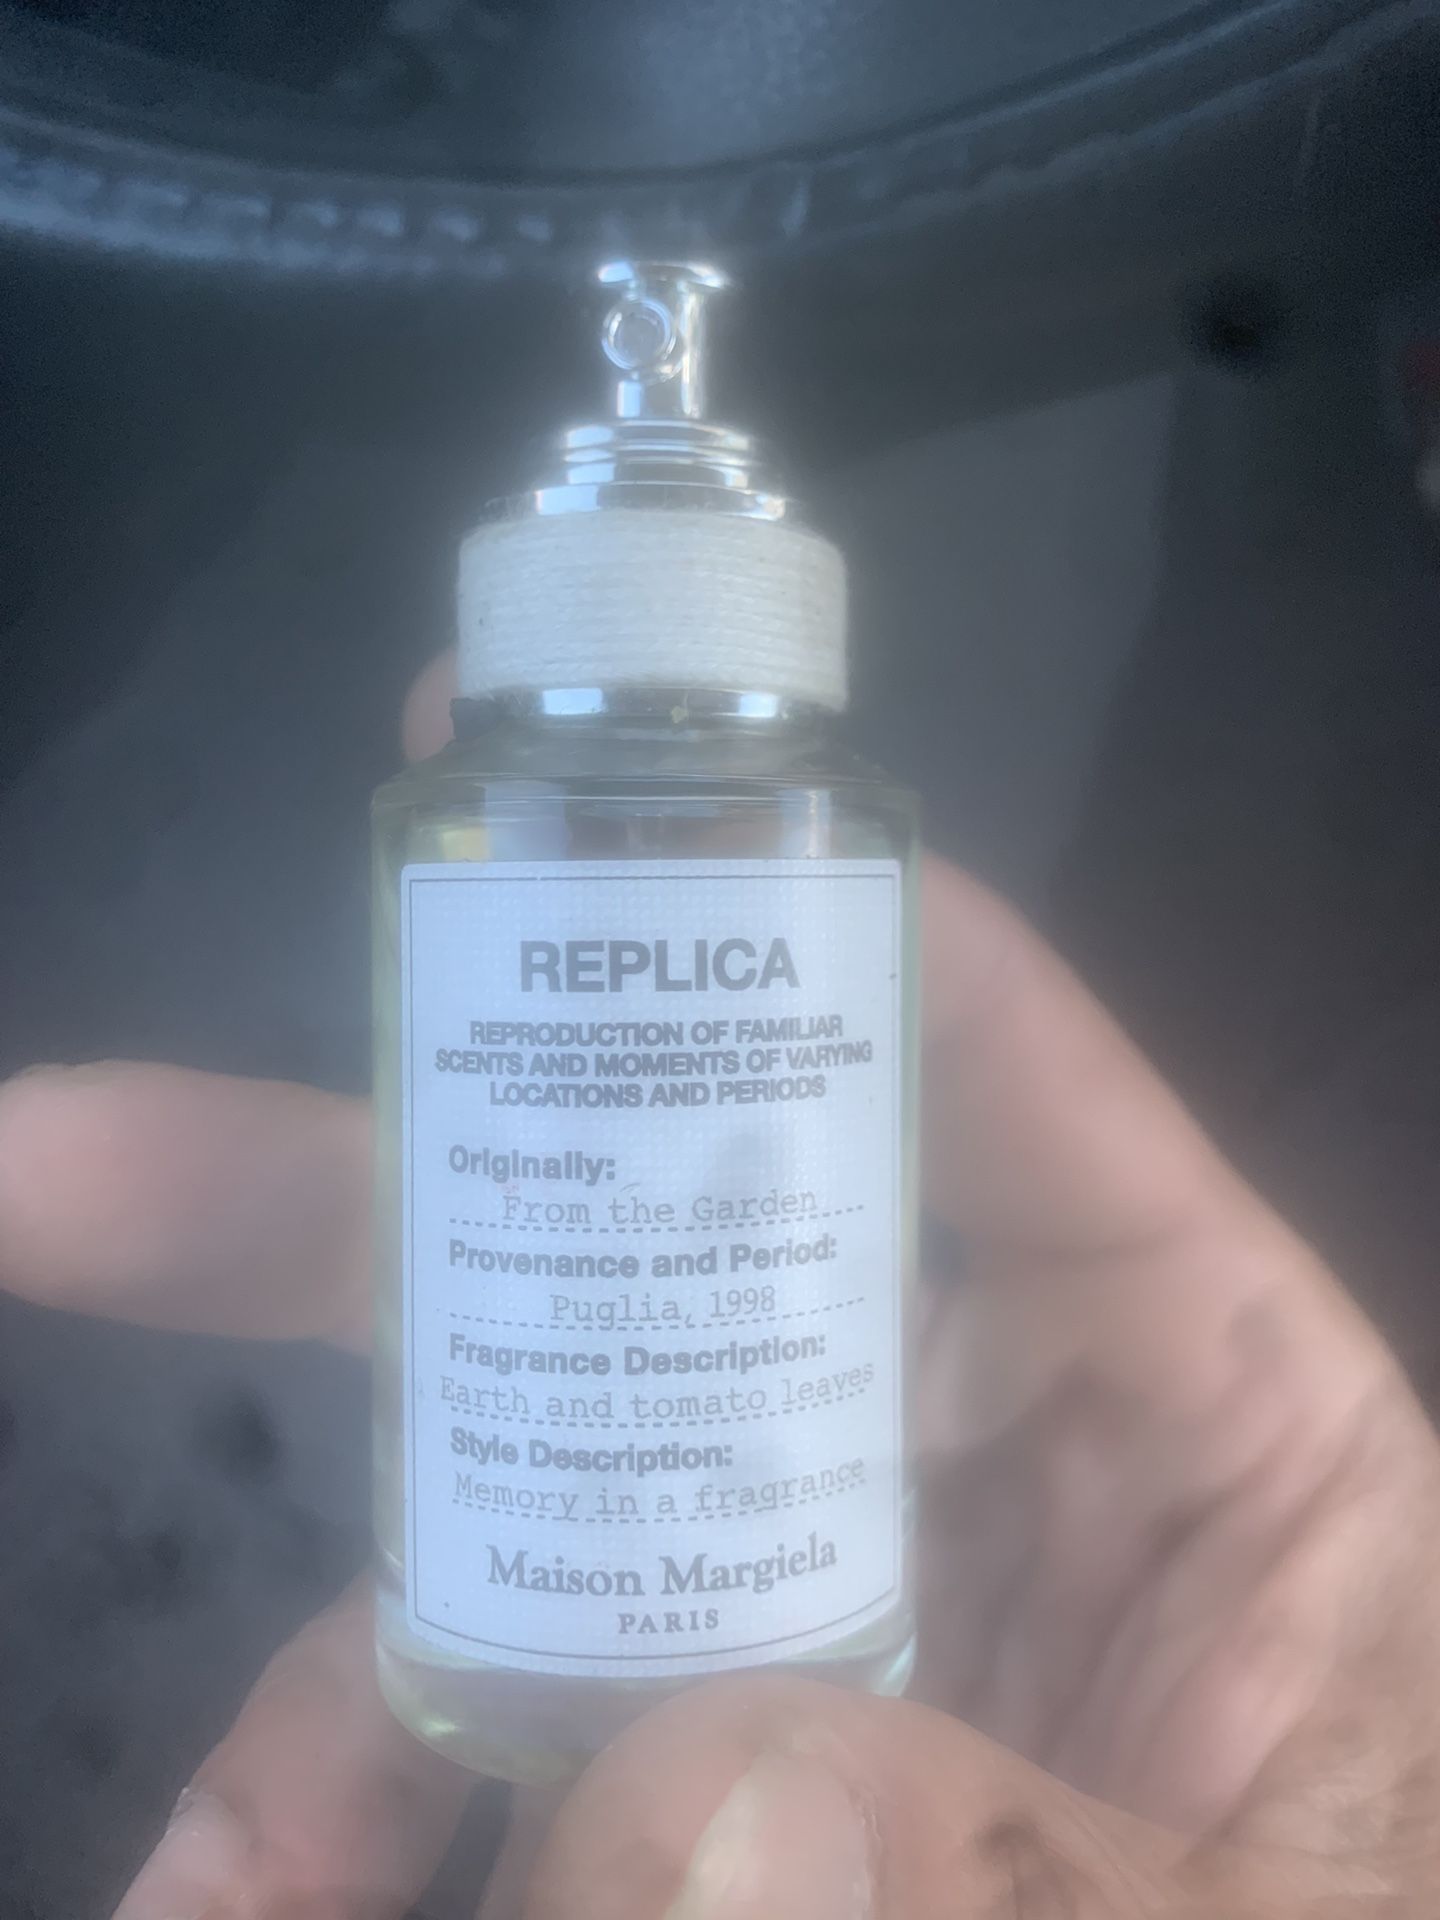 REPLICA
REPRODUCTION OF FAMILIAR
SCENTS AND MOMENTS OF VARYING
LOCATIONS AND PERIODS
Originally:
From the Garden
Provenance and Period:
Puglia, 1998
Fragrance Description:
Earth and tomato leaves
Style Description:
Memory in a fragrance
Maison Margiela
PARIS